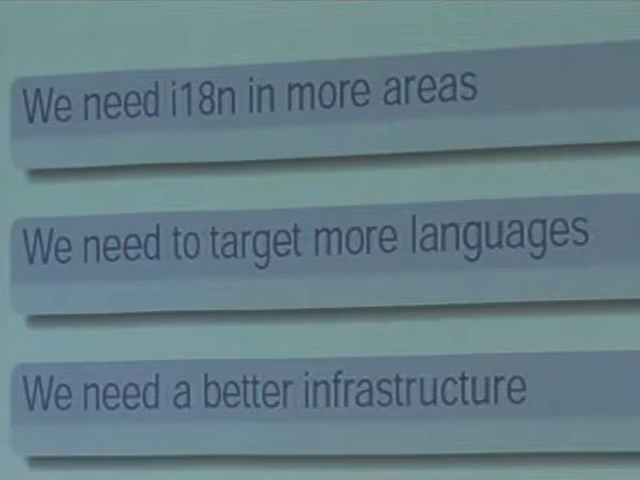 We need i18n in more areas
We need to target more languages
We need a better infrastructure